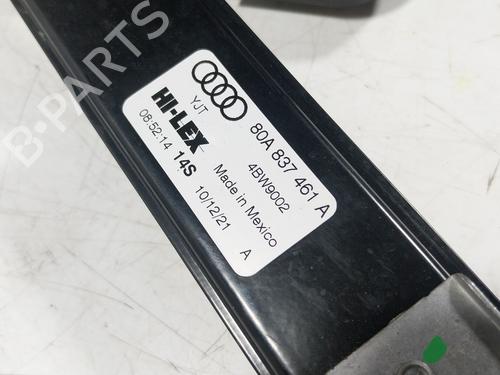 80A 837 461 A
YJT
4BW9002
HI-LEX
Made in Mexico
08:52:14 14S
10/12/21 A
B-PARTS